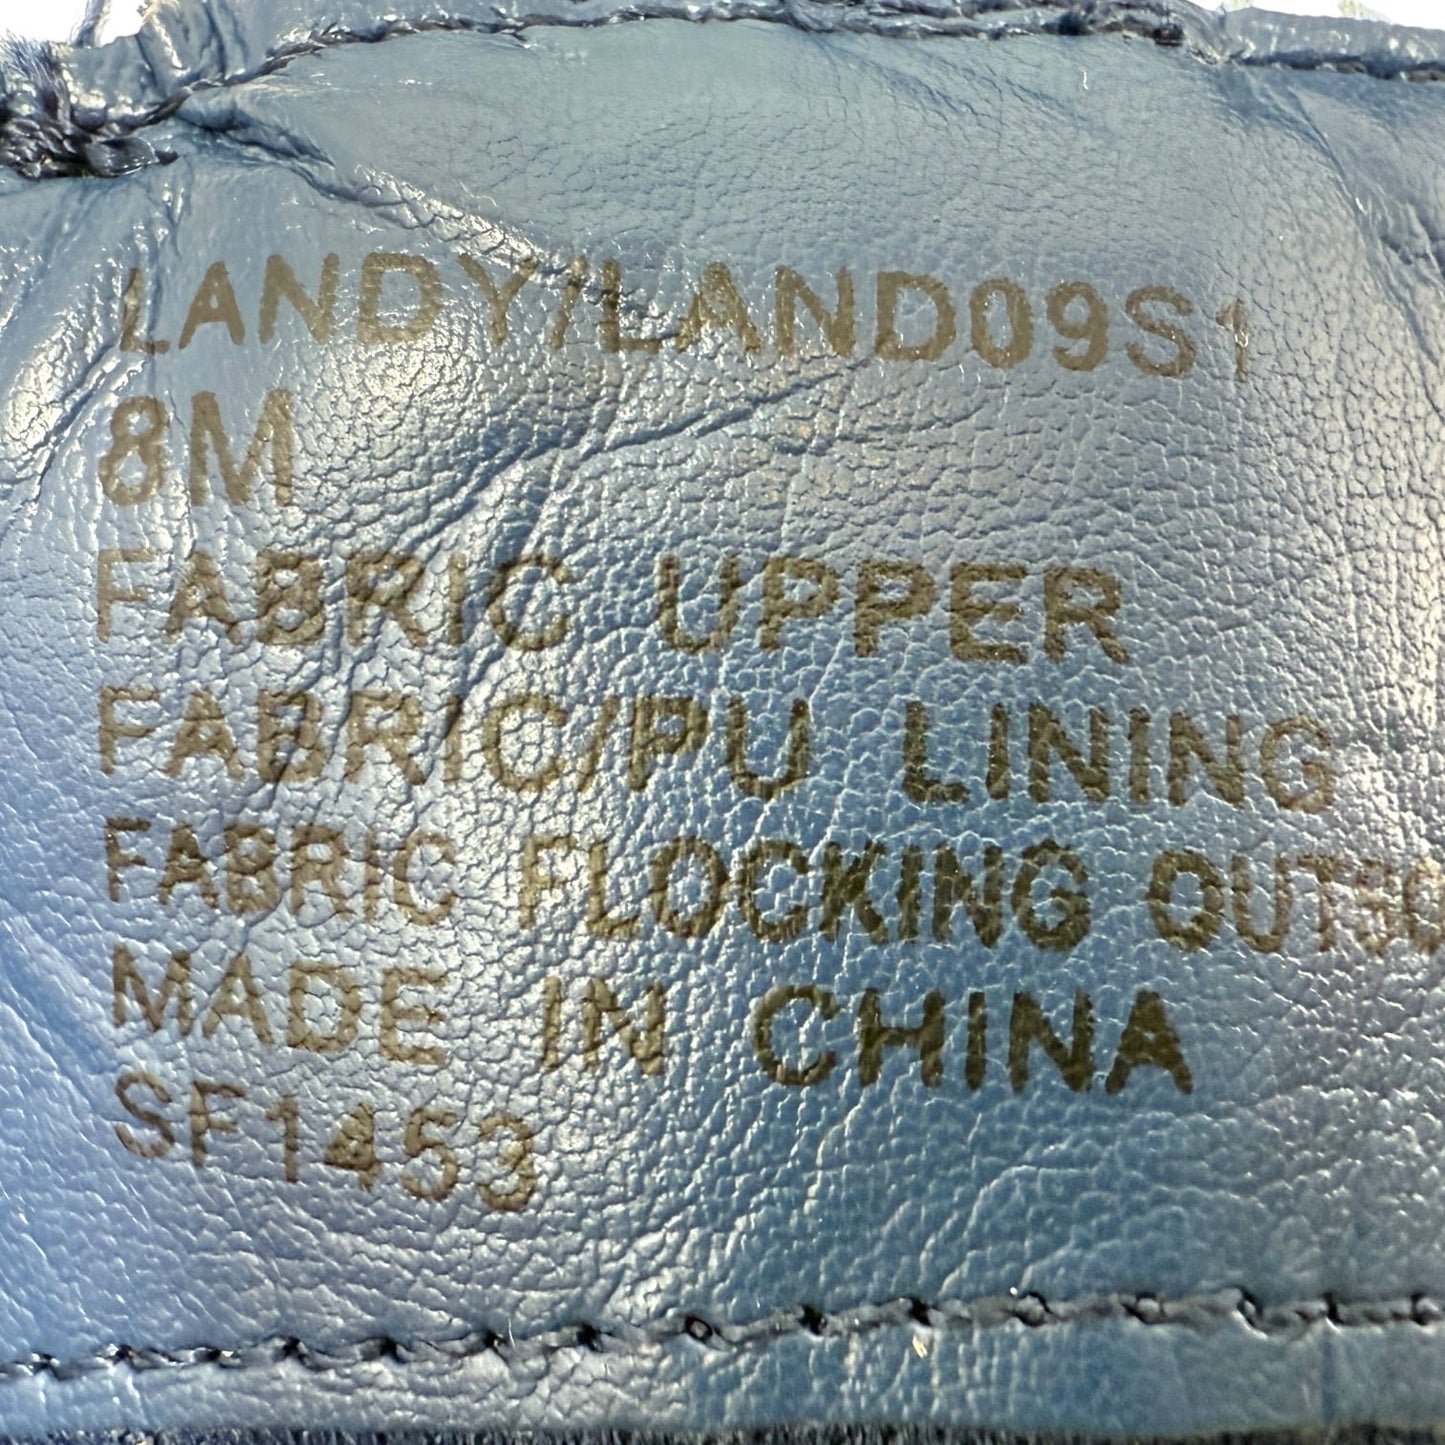 LANDY/LAND09S1
8M
FABRIC UPPER
FABRIC/PU LINING
FABRIC FLOCKING
MADE IN CHINA
SF1453